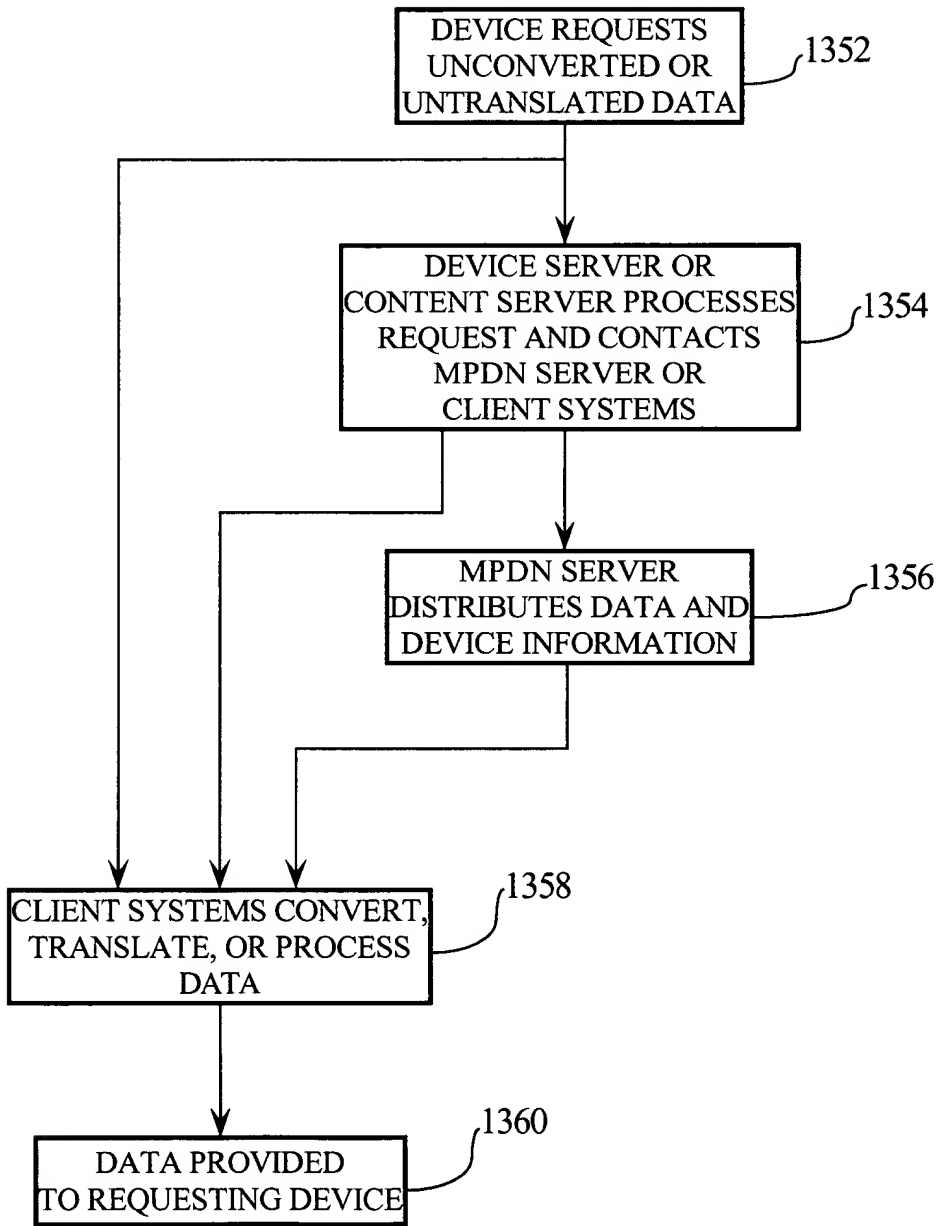 DEVICE REQUESTS
UNCONVERTED OR
UNTRANSLATED DATA
1352
DEVICE SERVER OR
CONTENT SERVER PROCESSES
REQUEST AND CONTACTS
MPDN SERVER OR
CLIENT SYSTEMS
1354
MPDN SERVER
DISTRIBUTES DATA AND
DEVICE INFORMATION
1356
CLIENT SYSTEMS CONVERT,
TRANSLATE, OR PROCESS
DATA
1358
DATA PROVIDED
TO REQUESTING DEVICE
1360